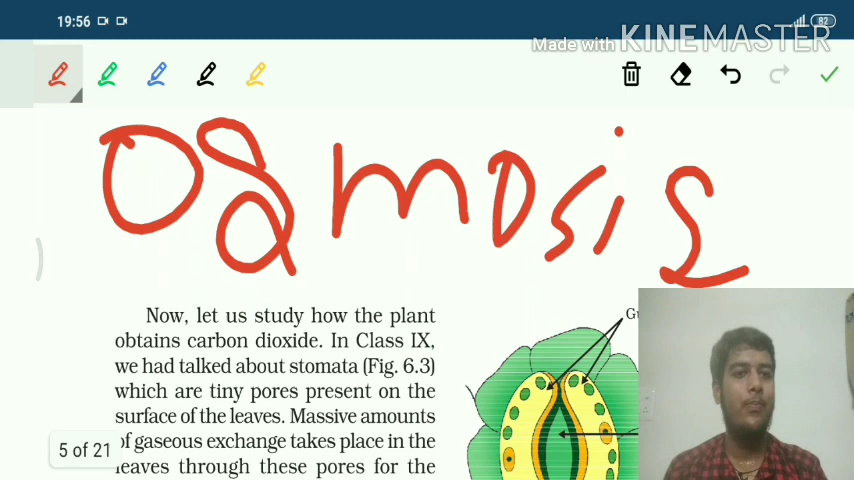 19:56
82
Made with KINEMASTER
Osmosis
Now, let us study how the plant
obtains carbon dioxide. In Class IX,
we had talked about stomata (Fig. 6.3)
which are tiny pores present on the
surface of the leaves. Massive amounts
of gaseous exchange takes place in the
leaves through these pores for the
5 of 21